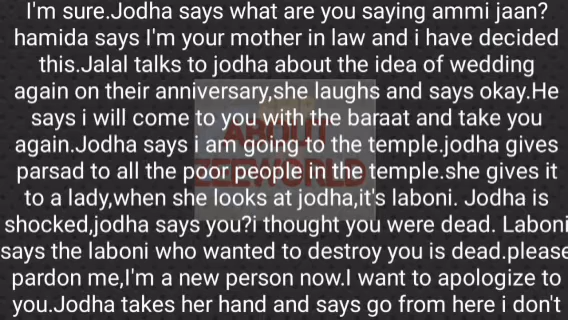 I'm sure.Jodha says what are you saying ammi jaan?
hamida says I'm your mother in law and i have decided
this.Jalal talks to jodha about the idea of wedding
again on their anniversary,she laughs and says okay.He
says i will come to you with the baraat and take you
again.Jodha says i am going to the temple.jodha gives
parsad to all the poor people in the temple.she gives it
to a lady,when she looks at jodha,it's laboni. Jodha is
shocked,jodha says you?i thought you were dead. Laboni
says the laboni who wanted to destroy you is dead.please
pardon me,I'm a new person now.I want to apologize to
you.Jodha takes her hand and says go from here i don't
ABOUT
ZEEWORLD